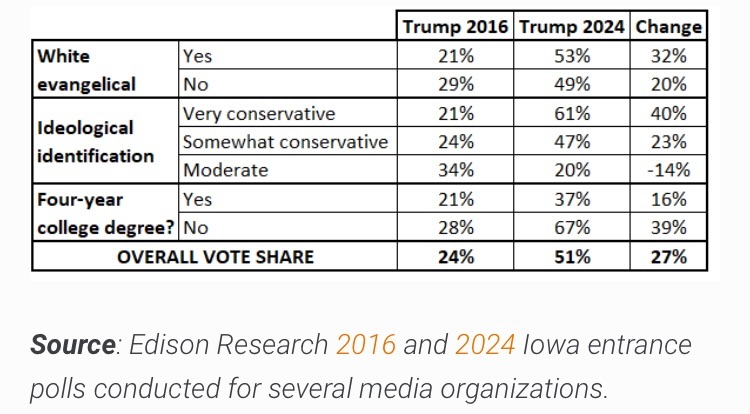 Trump 2016 Trump 2024 Change
White evangelical Yes 21% 53% 32%
No 29% 49% 20%
Ideological identification Very conservative 21% 61% 40%
Somewhat conservative 24% 47% 23%
Moderate 34% 20% -14%
Four-year college degree? Yes 21% 37% 16%
No 28% 67% 39%
OVERALL VOTE SHARE 24% 51% 27%
Source: Edison Research 2016 and 2024 Iowa entrance
polls conducted for several media organizations.